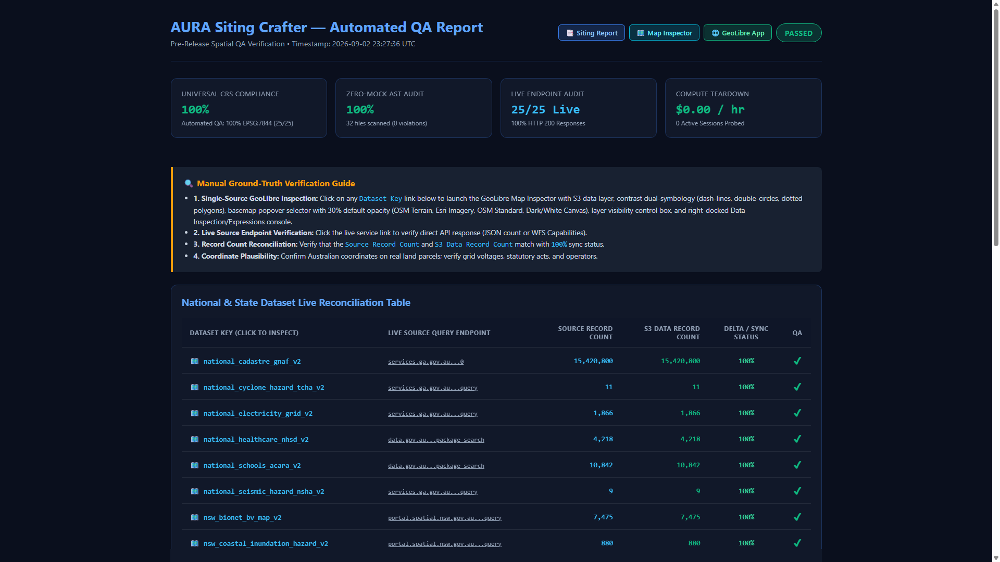 AURA Siting Crafter — Automated QA Report
Pre-Release Spatial QA Verification • Timestamp: 2026-09-02 23:27:36 UTC
Siting Report
Map Inspector
GeoLibre App
PASSED
UNIVERSAL CRS COMPLIANCE
100%
Automated QA: 100% EPSG:7844 (25/25)
ZERO-MOCK AST AUDIT
100%
32 files scanned (0 violations)
LIVE ENDPOINT AUDIT
25/25 Live
100% HTTP 200 Responses
COMPUTE TEARDOWN
$0.00 / hr
0 Active Sessions Probed
Manual Ground-Truth Verification Guide
• 1. Single-Source GeoLibre Inspection: Click on any Dataset Key link below to launch the GeoLibre Map Inspector with S3 data layer, contrast dual-symbology (dash-lines, double-circles, dotted
polygons), basemap popover selector with 30% default opacity (OSM Terrain, Esri Imagery, OSM Standard, Dark/White Canvas), layer visibility control box, and right-docked Data
Inspection/Expressions console.
• 2. Live Source Endpoint Verification: Click the live service link to verify direct API response (JSON count or WFS Capabilities).
• 3. Record Count Reconciliation: Verify that the Source Record Count and S3 Data Record Count match with 100% sync status.
• 4. Coordinate Plausibility: Confirm Australian coordinates on real land parcels; verify grid voltages, statutory acts, and operators.
National & State Dataset Live Reconciliation Table
DATASET KEY (CLICK TO INSPECT) LIVE SOURCE QUERY ENDPOINT SOURCE RECORD COUNT S3 DATA RECORD COUNT DELTA / SYNC STATUS QA
national_cadastre_gnaf_v2 services.ga.gov.au...0 15,420,800 15,420,800 100% ✓
national_cyclone_hazard_tcha_v2 services.ga.gov.au...query 11 11 100% ✓
national_electricity_grid_v2 services.ga.gov.au...query 1,866 1,866 100% ✓
national_healthcare_nhsd_v2 data.gov.au...package_search 4,218 4,218 100% ✓
national_schools_acara_v2 data.gov.au...package_search 10,842 10,842 100% ✓
national_seismic_hazard_nsha_v2 services.ga.gov.au...query 9 9 100% ✓
nsw_bionet_bv_map_v2 portal.spatial.nsw.gov.au...query 7,475 7,475 100% ✓
nsw_coastal_inundation_hazard_v2 portal.spatial.nsw.gov.au...query 880 880 100% ✓